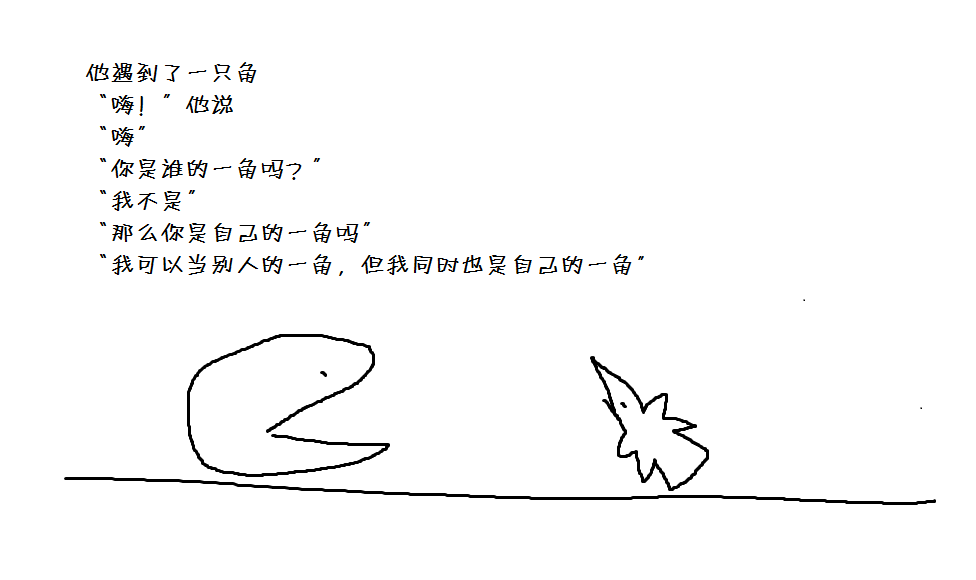 他遇到了一只角
“嗨！”他说
“嗨”
“你是谁的一角吗？”
“我不是”
“那么你是自己的一角吗”
“我可以当别人的一角，但我同时也是自己的一角”